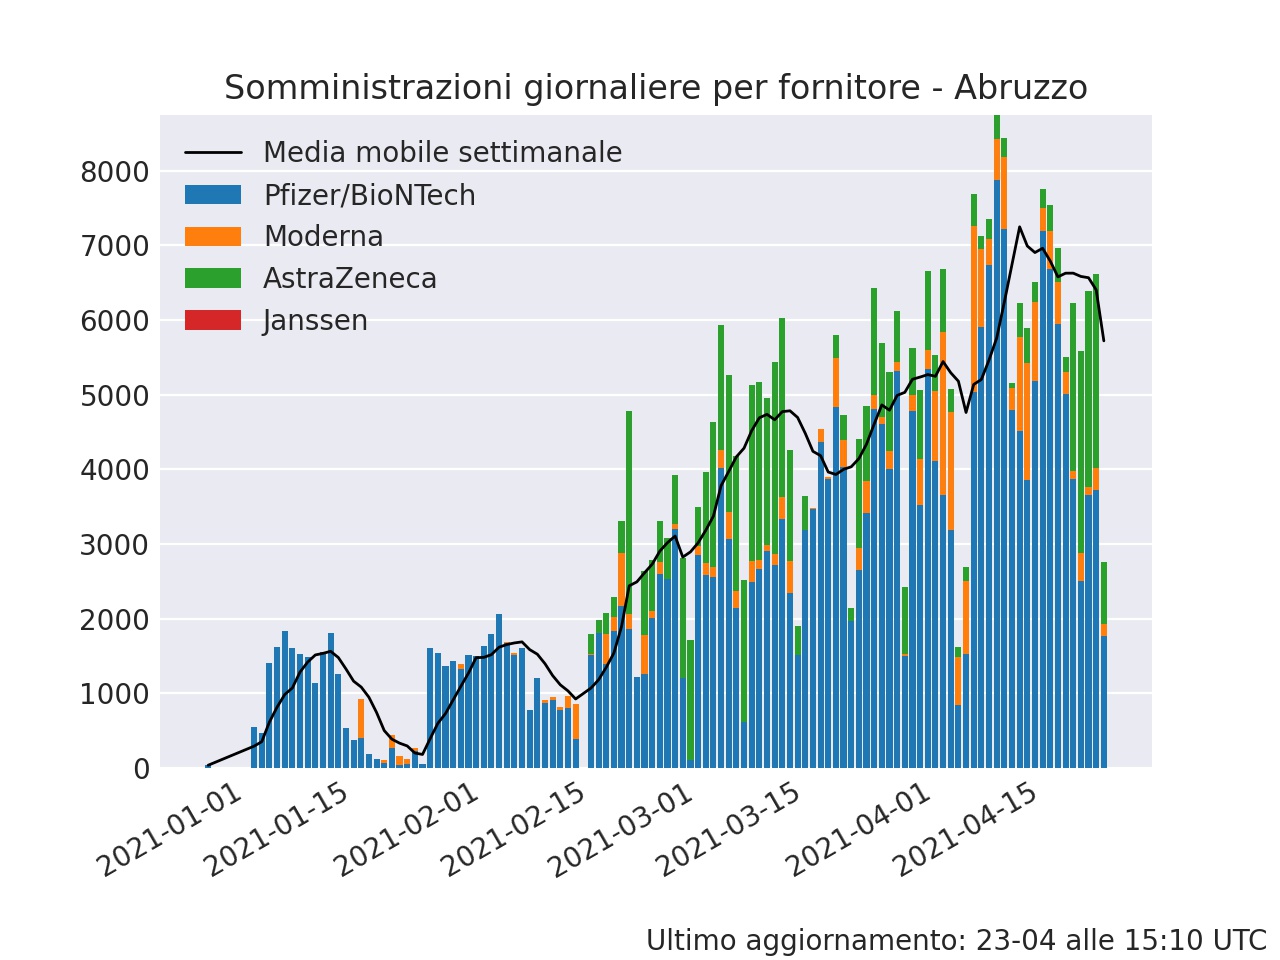 Somministrazioni giornaliere per fornitore - Abruzzo
Media mobile settimanale
Pfizer/BioNTech
Moderna
AstraZeneca
Janssen
8000
7000
6000
5000
4000
3000
2000
1000
0
2021-01-01
2021-01-15
2021-02-01
2021-02-15
2021-03-01
2021-03-15
2021-04-01
2021-04-15
Ultimo aggiornamento: 23-04 alle 15:10 UTC